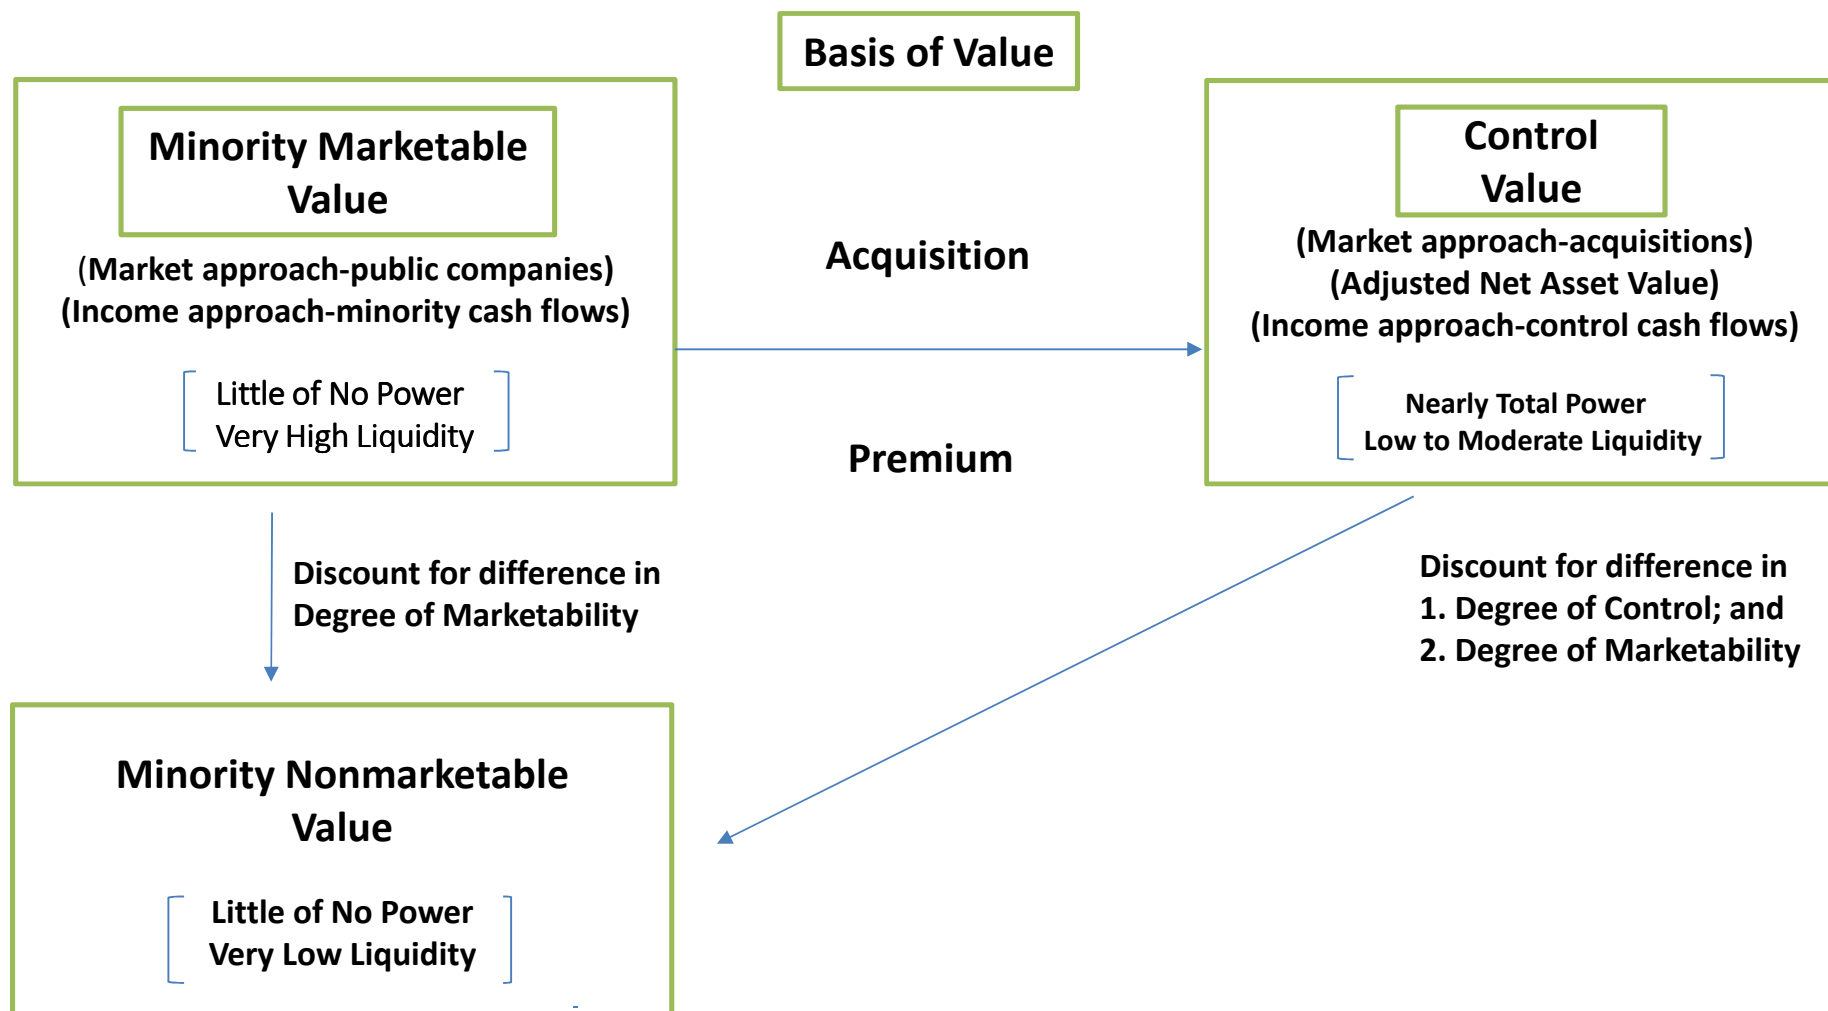 Basis of Value
Minority Marketable
Value
(Market approach-public companies)
(Income approach-minority cash flows)
Little of No Power
Very High Liquidity
Acquisition
Premium
Control
Value
(Market approach-acquisitions)
(Adjusted Net Asset Value)
(Income approach-control cash flows)
Nearly Total Power
Low to Moderate Liquidity
Discount for difference in
Degree of Marketability
Discount for difference in
1. Degree of Control; and
2. Degree of Marketability
Minority Nonmarketable
Value
Little of No Power
Very Low Liquidity